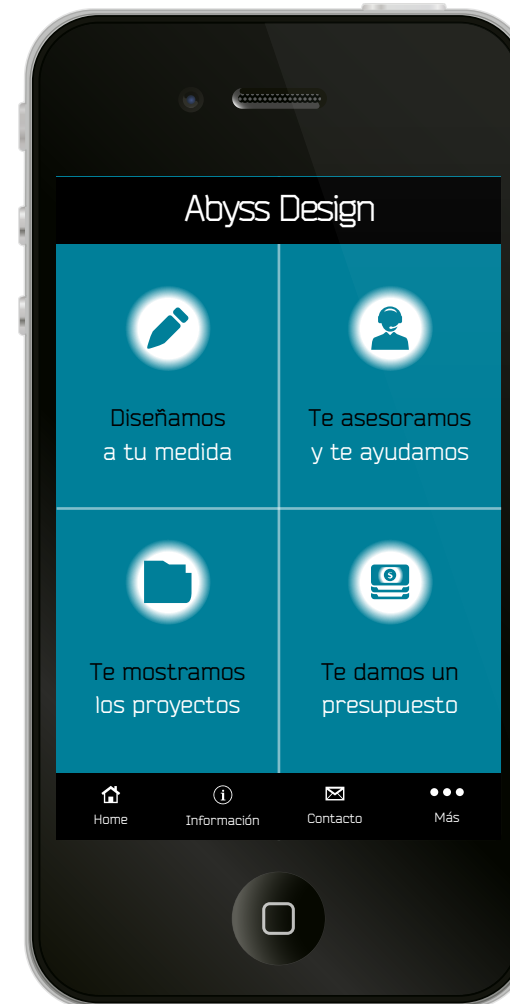 Abyss Design
Diseñamos
a tu medida
Te asesoramos
y te ayudamos
Te mostramos
los proyectos
Te damos un
presupuesto
Home
Información
Contacto
Más